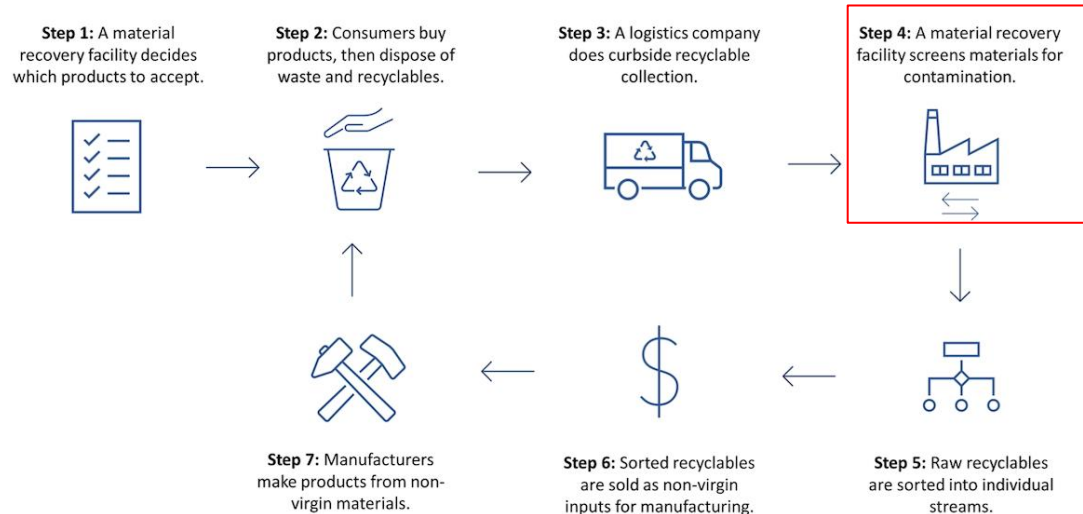 Step 1: A material
recovery facility decides
which products to accept.
Step 2: Consumers buy
products, then dispose of
waste and recyclables.
Step 3: A logistics company
does curbside recyclable
collection.
Step 4: A material recovery
facility screens materials for
contamination.
Step 5: Raw recyclables
are sorted into individual
streams.
Step 6: Sorted recyclables
are sold as non-virgin
inputs for manufacturing.
Step 7: Manufacturers
make products from non-
virgin materials.